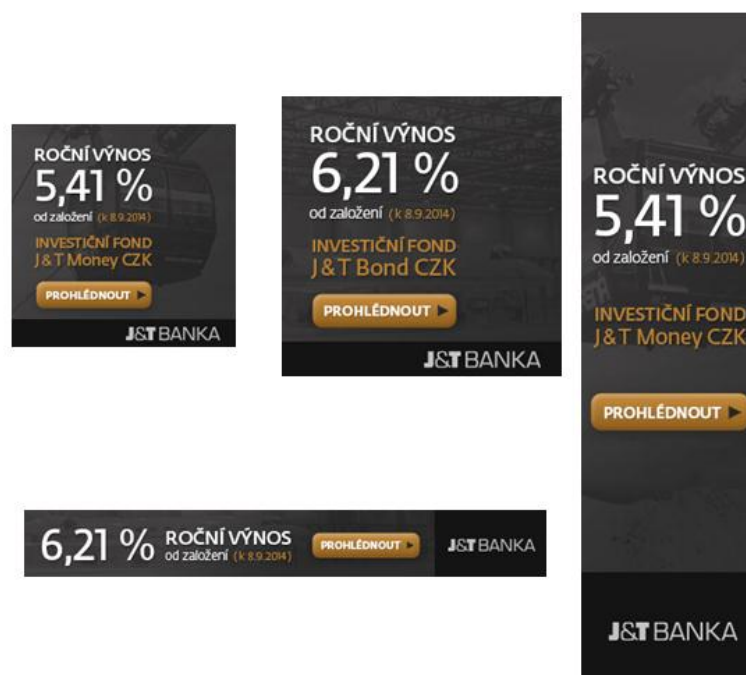 ROČNÍ VÝNOS
5,41 %
od založení (k 8.9.2014)
INVESTIČNÍ FOND
J&T Money CZK
PROHLÉDNOUT
J&T BANKA
ROČNÍ VÝNOS
6,21 %
od založení (k 8.9.2014)
INVESTIČNÍ FOND
J&T Bond CZK
PROHLÉDNOUT
J&T BANKA
ROČNÍ VÝNOS
5,41 %
od založení (k 8.9.2014)
INVESTIČNÍ FOND
J&T Money CZK
PROHLÉDNOUT
J&T BANKA
6,21 %
ROČNÍ VÝNOS
od založení (k 8.9.2014)
PROHLÉDNOUT
J&T BANKA